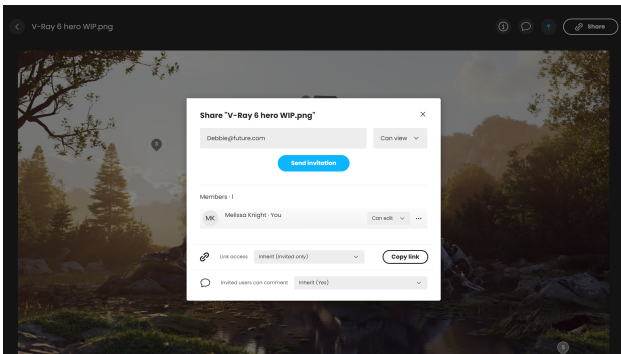 V-Ray 6 hero WIP.png
Share
Share "V-Ray 6 hero WIP.png"
Debbie@future.com
Can view
Send invitation
Members · 1
MK
Melissa Knight · You
Can edit
Link access
Inherit (Invited only)
Copy link
Invited users can comment
Inherit (Yes)